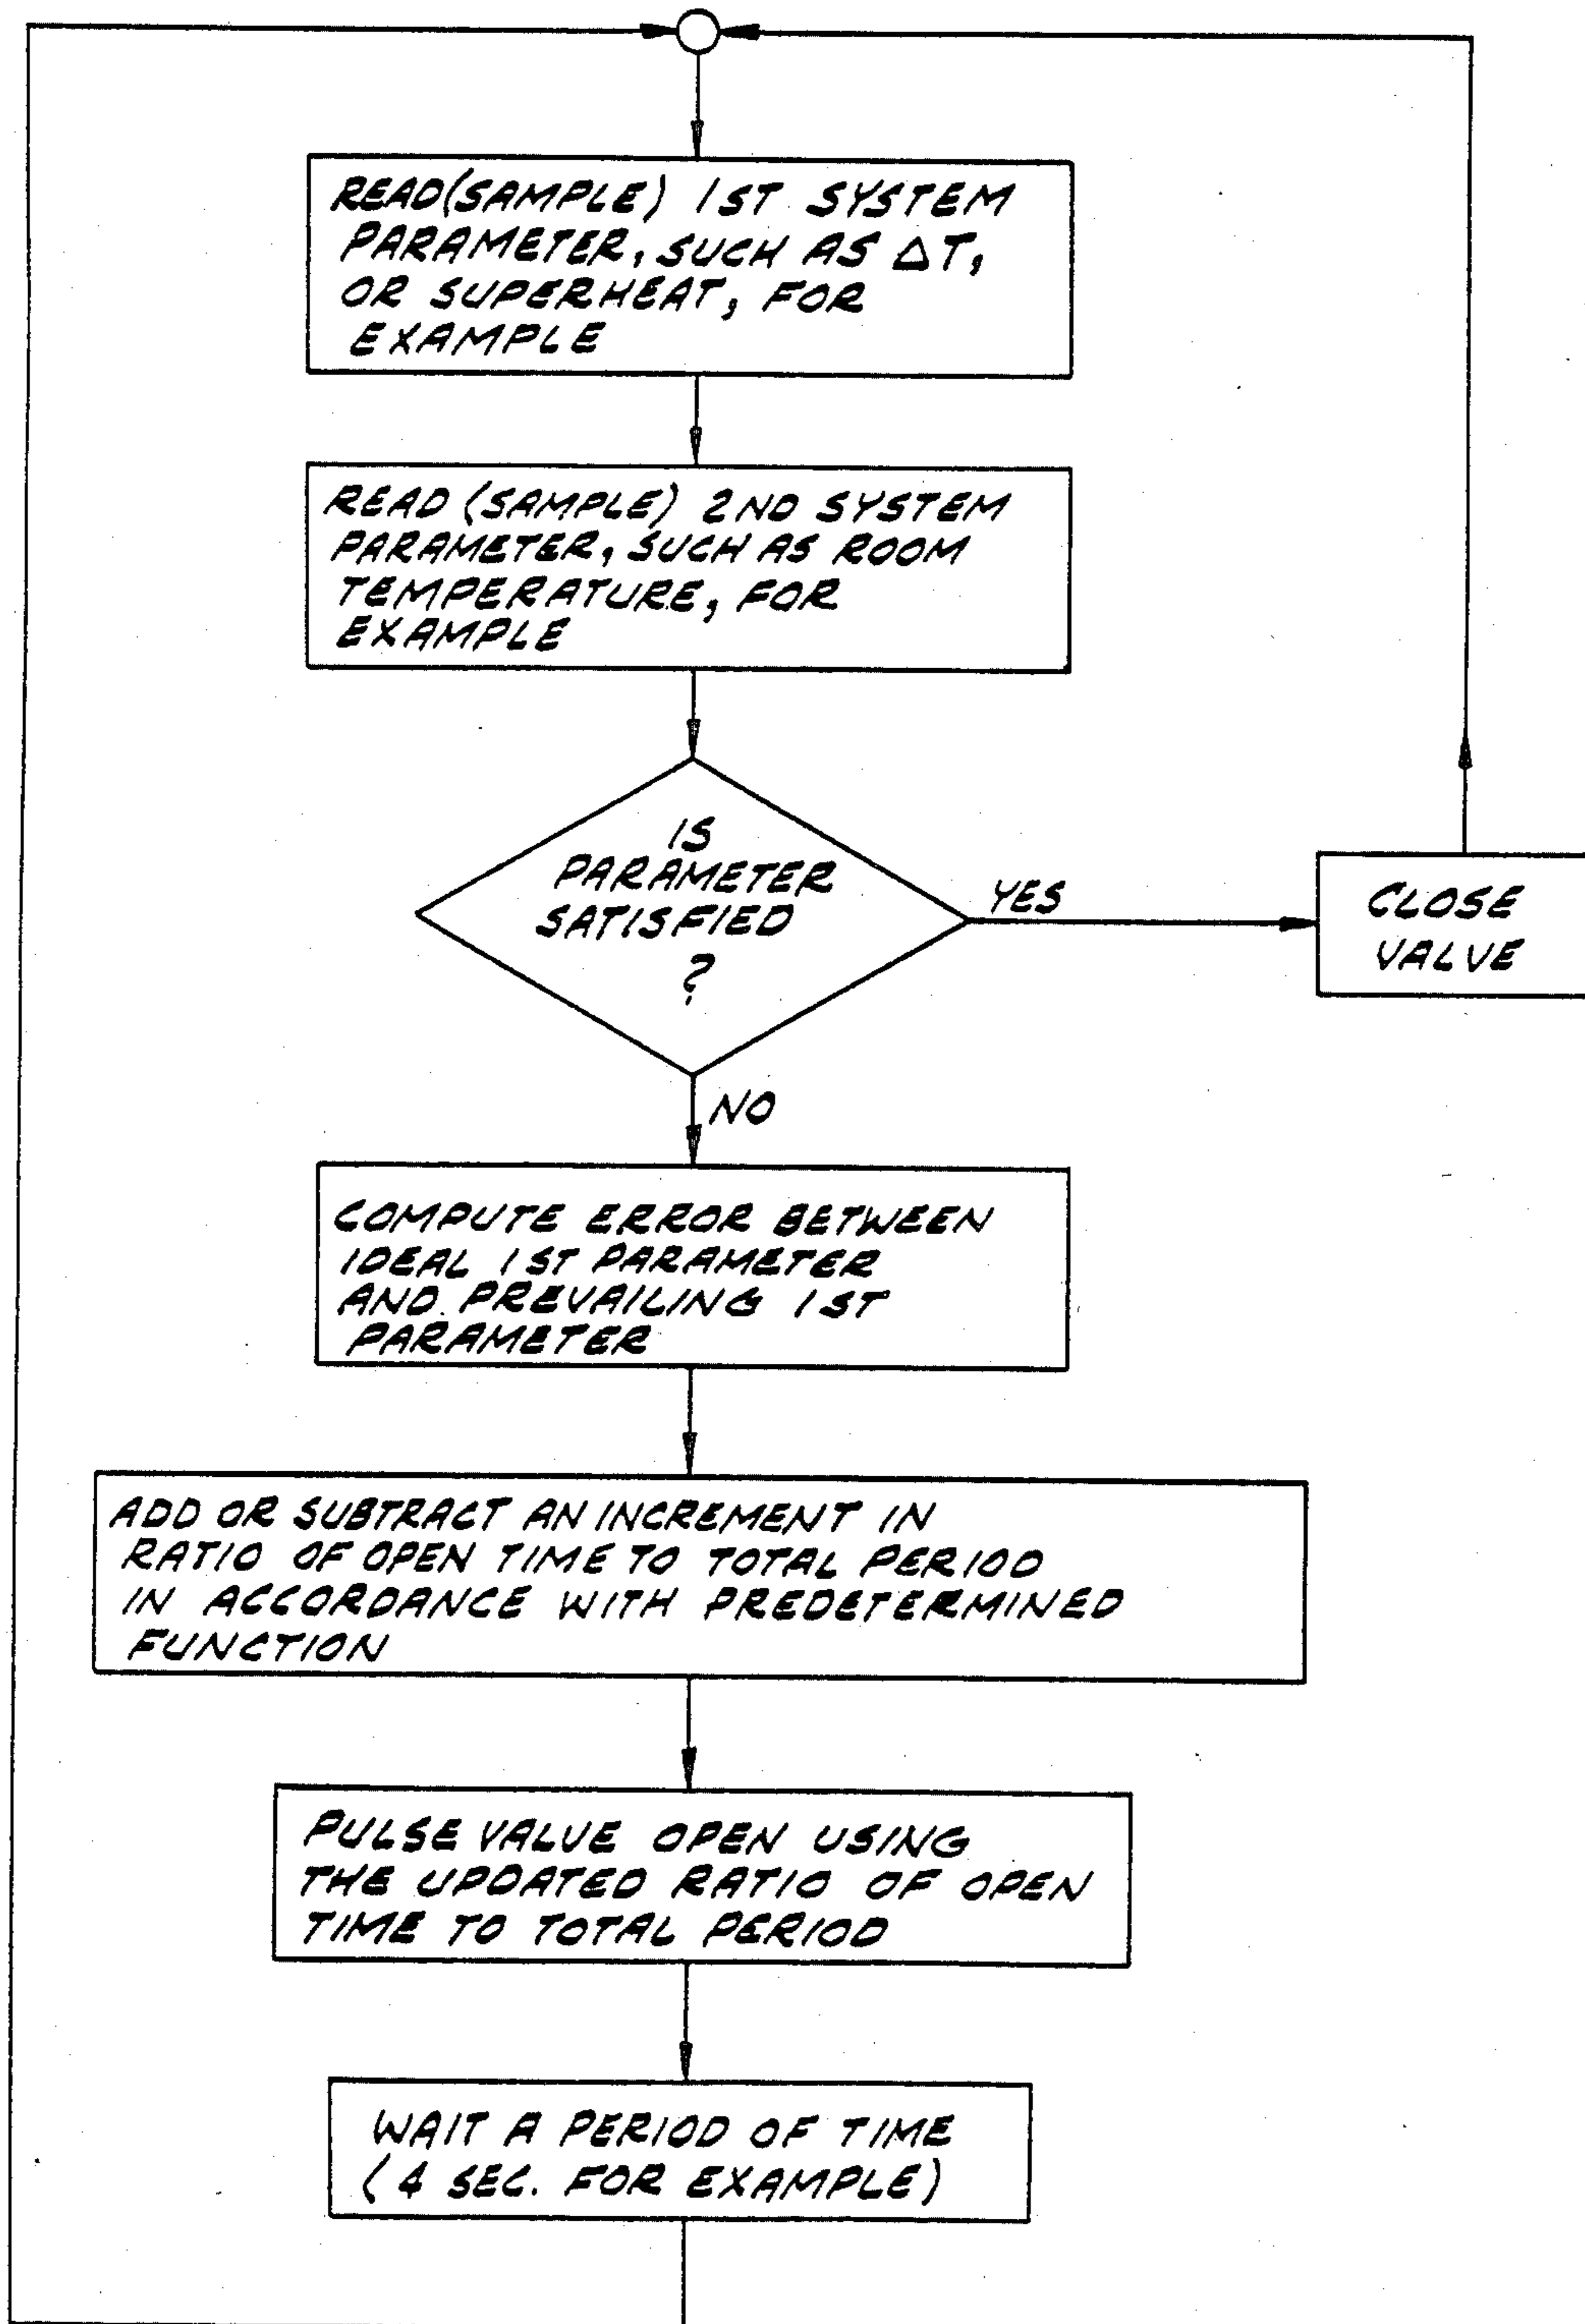 READ(SAMPLE) 1ST SYSTEM
PARAMETER, SUCH AS ΔT,
OR SUPERHEAT, FOR
EXAMPLE
READ (SAMPLE) 2ND SYSTEM
PARAMETER, SUCH AS ROOM
TEMPERATURE, FOR
EXAMPLE
IS
PARAMETER
SATISFIED
?
YES
CLOSE
VALVE
NO
COMPUTE ERROR BETWEEN
IDEAL 1ST PARAMETER
AND PREVAILING 1ST
PARAMETER
ADD OR SUBTRACT AN INCREMENT IN
RATIO OF OPEN TIME TO TOTAL PERIOD
IN ACCORDANCE WITH PREDETERMINED
FUNCTION
PULSE VALVE OPEN USING
THE UPDATED RATIO OF OPEN
TIME TO TOTAL PERIOD
WAIT A PERIOD OF TIME
(4 SEC. FOR EXAMPLE)